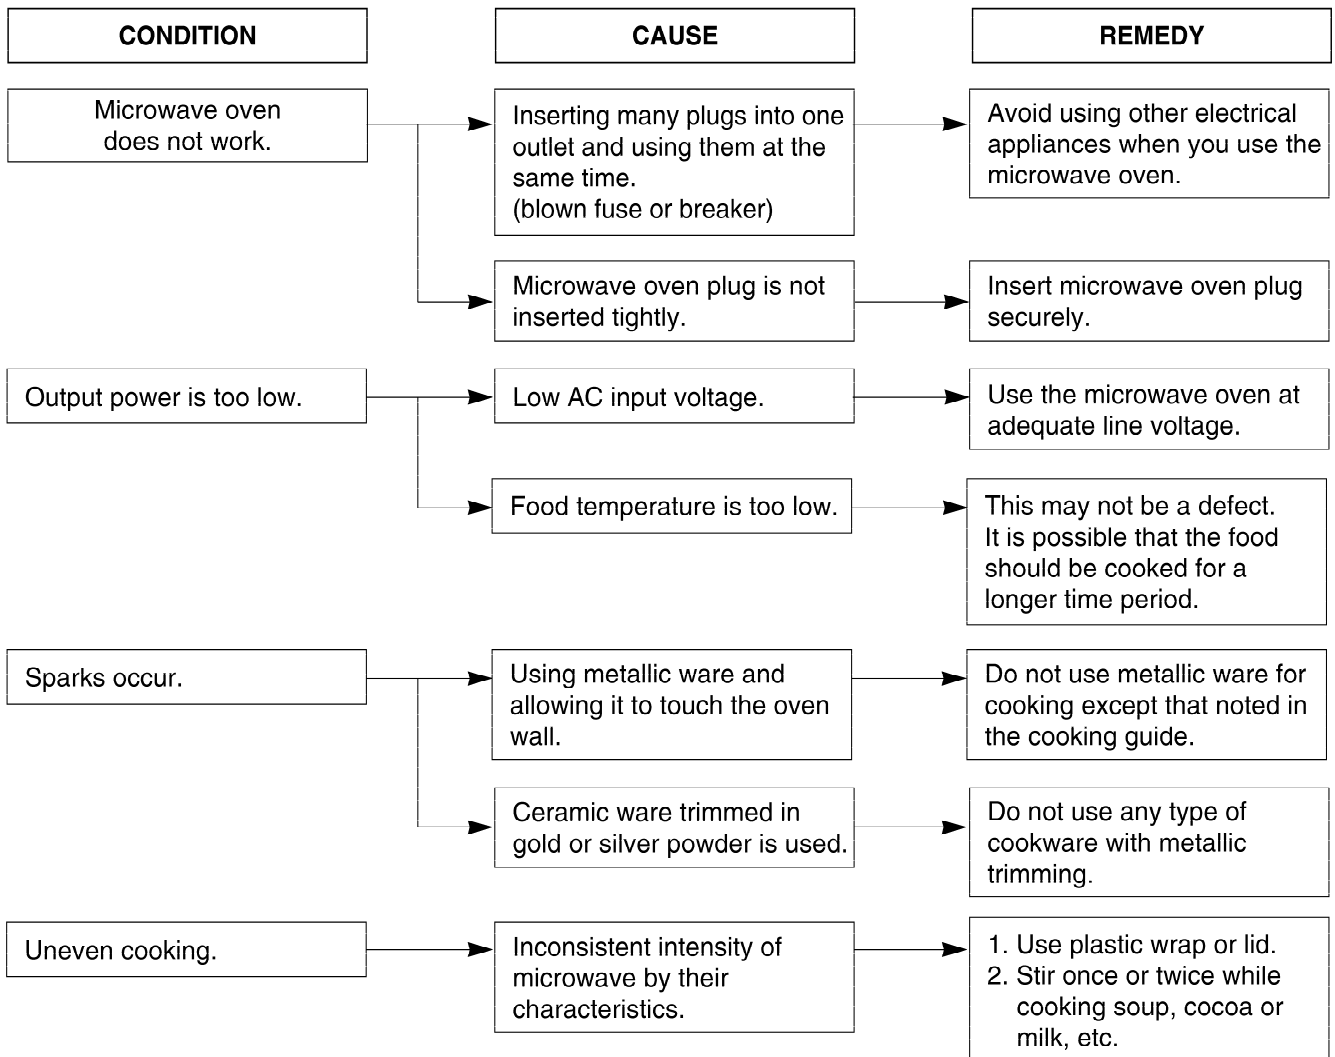 CONDITION
CAUSE
REMEDY
Microwave oven
does not work.
Inserting many plugs into one
outlet and using them at the
same time.
(blown fuse or breaker)
Avoid using other electrical
appliances when you use the
microwave oven.
Microwave oven plug is not
inserted tightly.
Insert microwave oven plug
securely.
Output power is too low.
Low AC input voltage.
Use the microwave oven at
adequate line voltage.
Food temperature is too low.
This may not be a defect.
It is possible that the food
should be cooked for a
longer time period.
Sparks occur.
Using metallic ware and
allowing it to touch the oven
wall.
Do not use metallic ware for
cooking except that noted in
the cooking guide.
Ceramic ware trimmed in
gold or silver powder is used.
Do not use any type of
cookware with metallic
trimming.
Uneven cooking.
Inconsistent intensity of
microwave by their
characteristics.
1. Use plastic wrap or lid.
2. Stir once or twice while
cooking soup, cocoa or
milk, etc.